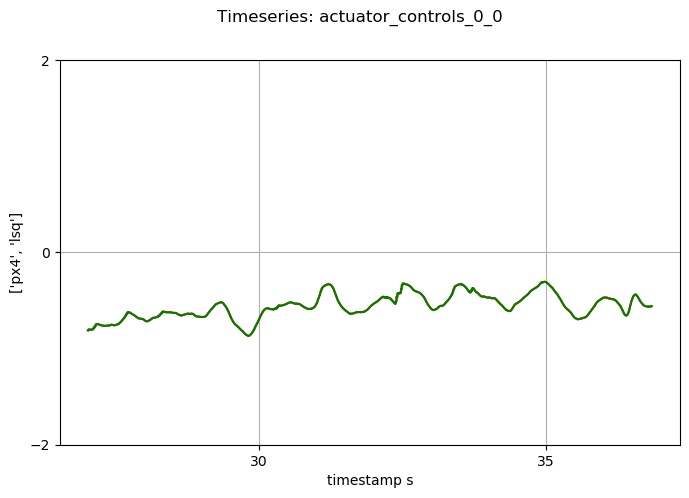 Timeseries: actuator_controls_0_0
2
0
−2
['px4', 'lsq']
30
35
timestamp s